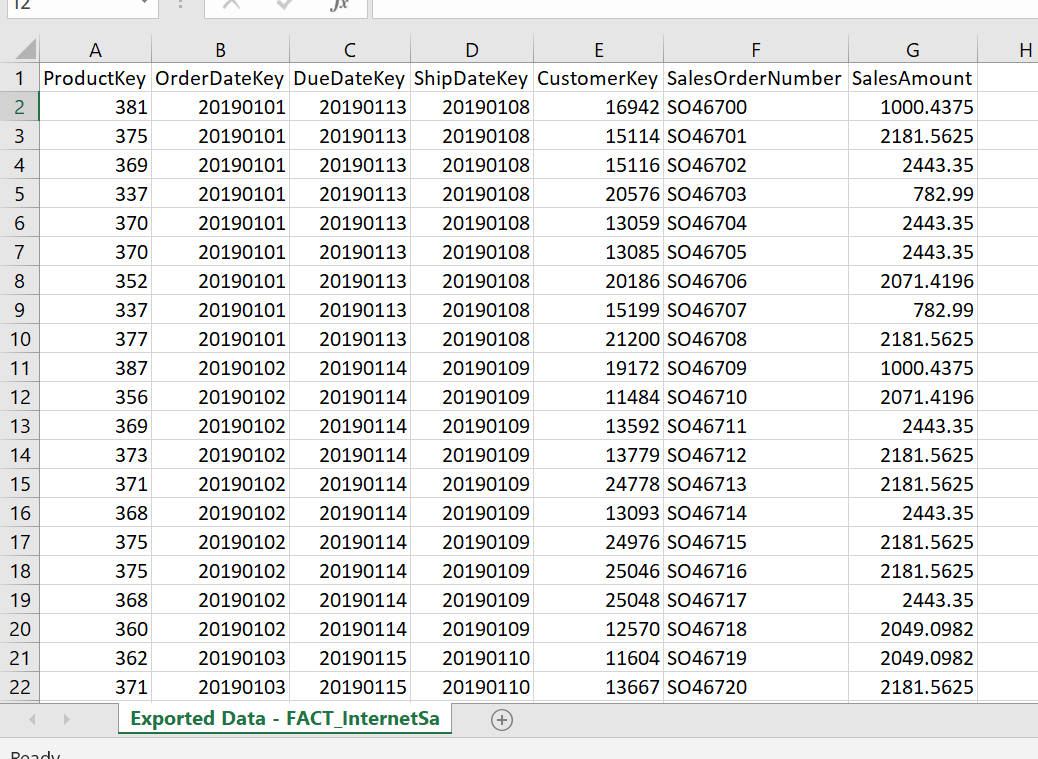 12 fx
A B C D E F G H
1 ProductKey OrderDateKey DueDateKey ShipDateKey CustomerKey SalesOrderNumber SalesAmount
2 381 20190101 20190113 20190108 16942 SO46700 1000.4375
3 375 20190101 20190113 20190108 15114 SO46701 2181.5625
4 369 20190101 20190113 20190108 15116 SO46702 2443.35
5 337 20190101 20190113 20190108 20576 SO46703 782.99
6 370 20190101 20190113 20190108 13059 SO46704 2443.35
7 370 20190101 20190113 20190108 13085 SO46705 2443.35
8 352 20190101 20190113 20190108 20186 SO46706 2071.4196
9 337 20190101 20190113 20190108 15199 SO46707 782.99
10 377 20190101 20190113 20190108 21200 SO46708 2181.5625
11 387 20190102 20190114 20190109 19172 SO46709 1000.4375
12 356 20190102 20190114 20190109 11484 SO46710 2071.4196
13 369 20190102 20190114 20190109 13592 SO46711 2443.35
14 373 20190102 20190114 20190109 13779 SO46712 2181.5625
15 371 20190102 20190114 20190109 24778 SO46713 2181.5625
16 368 20190102 20190114 20190109 13093 SO46714 2443.35
17 375 20190102 20190114 20190109 24976 SO46715 2181.5625
18 375 20190102 20190114 20190109 25046 SO46716 2181.5625
19 368 20190102 20190114 20190109 25048 SO46717 2443.35
20 360 20190102 20190114 20190109 12570 SO46718 2049.0982
21 362 20190103 20190115 20190110 11604 SO46719 2049.0982
22 371 20190103 20190115 20190110 13667 SO46720 2181.5625
Exported Data - FACT_InternetSa
Ready